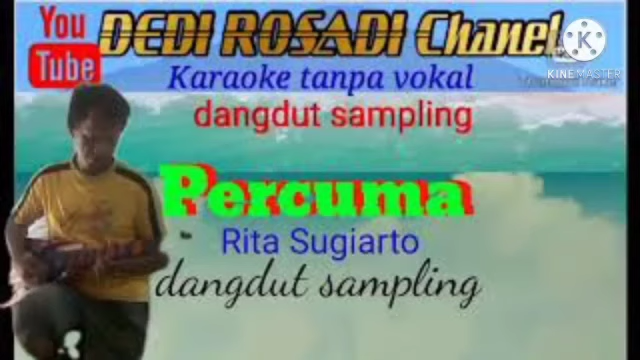 You
Tube
DEDI ROSADI Chanel
KINEMASTER
Karaoke tanpa vokal
dangdut sampling
Percuma
Rita Sugiarto
dangdut sampling